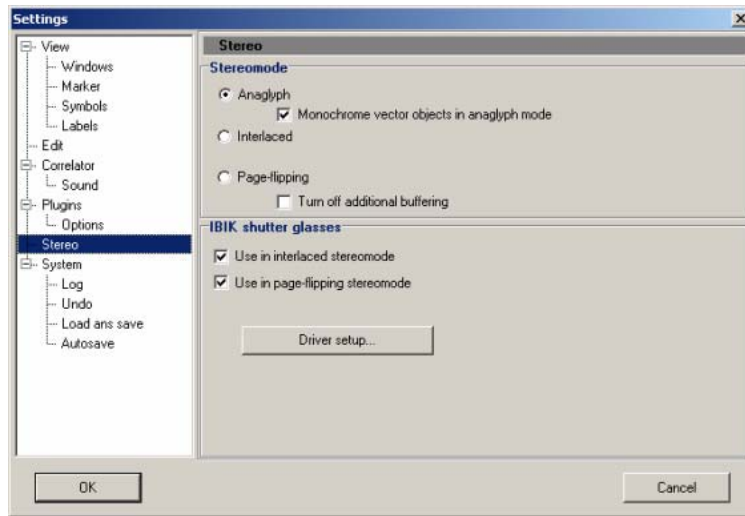 Settings
View
Windows
Marker
Symbols
Labels
Edit
Correlator
Sound
Plugins
Options
Stereo
System
Log
Undo
Load ans save
Autosave
Stereo
Stereomode
Anaglyph
Monochrome vector objects in anaglyph mode
Interlaced
Page-flipping
Turn off additional buffering
IBIK shutter glasses
Use in interlaced stereomode
Use in page-flipping stereomode
Driver setup...
OK
Cancel